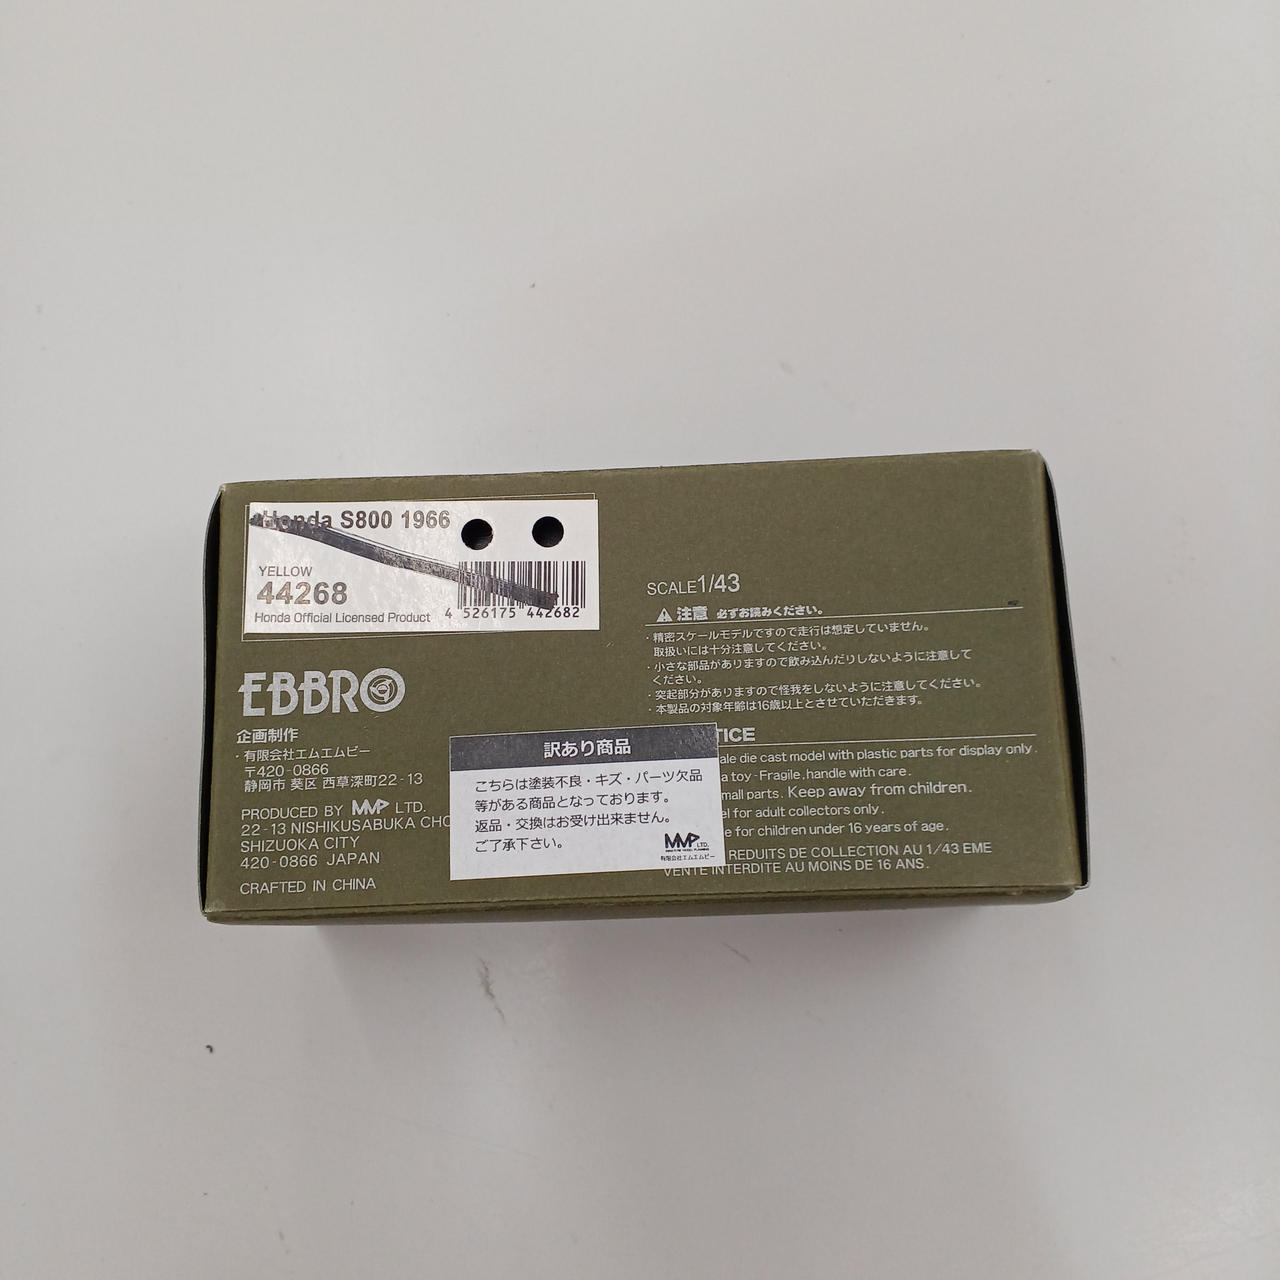 Honda S800 1966
YELLOW
44268
Honda Official Licensed Product
4 526175 442682
EBBRO
企画制作
・有限会社エムエムピー
〒420-0866
静岡市 葵区 西草深町22-13
PRODUCED BY MMP LTD.
22-13 NISHIKUSABUKA CHO
SHIZUOKA CITY
420-0866 JAPAN
CRAFTED IN CHINA
SCALE1/43
注意 必ずお読みください。
・精密スケールモデルですので走行は想定していません。
取扱いには十分注意してください。
・小さな部品がありますので飲み込んだりしないように注意して
ください。
・突起部分がありますので怪我をしないように注意してください。
・本製品の対象年齢は16歳以上とさせていただきます。
TICE
ale die cast model with plastic parts for display only.
a toy-Fragile, handle with care.
mall parts. Keep away from children.
el for adult collectors only.
e for children under 16 years of age.
REDUITS DE COLLECTION AU 1/43 EME
VENTE INTERDITE AU MOINS DE 16 ANS.
訳あり商品
こちらは塗装不良・キズ・パーツ欠品
等がある商品となっております。
返品・交換はお受け出来ません。
ご了承下さい。
MMP LTD.
有限会社エムエムピー